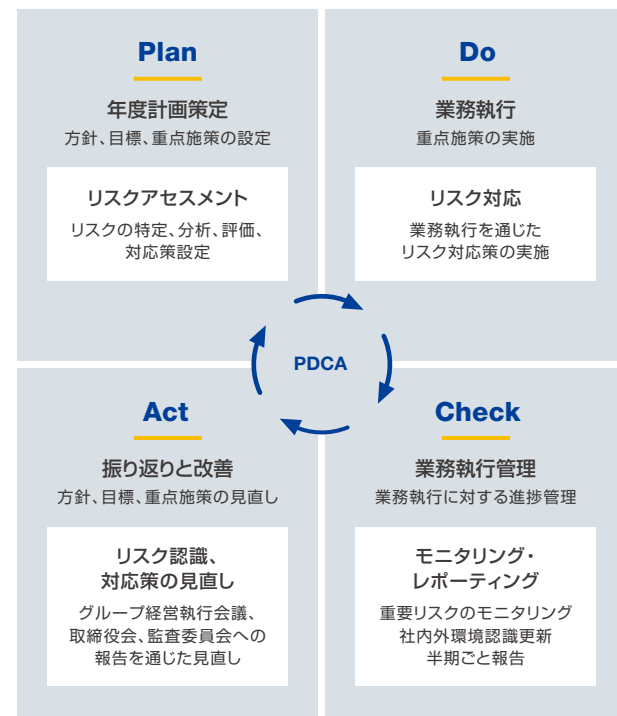 Plan
年度計画策定
方針、目標、重点施策の設定
リスクアセスメント
リスクの特定、分析、評価、
対応策設定
Do
業務執行
重点施策の実施
リスク対応
業務執行を通じた
リスク対応策の実施
PDCA
Act
振り返りと改善
方針、目標、重点施策の見直し
リスク認識、
対応策の見直し
グループ経営執行会議、
取締役会、監査委員会への
報告を通じた見直し
Check
業務執行管理
業務執行に対する進捗管理
モニタリング・
レポーティング
重要リスクのモニタリング
社内外環境認識更新
半期ごと報告